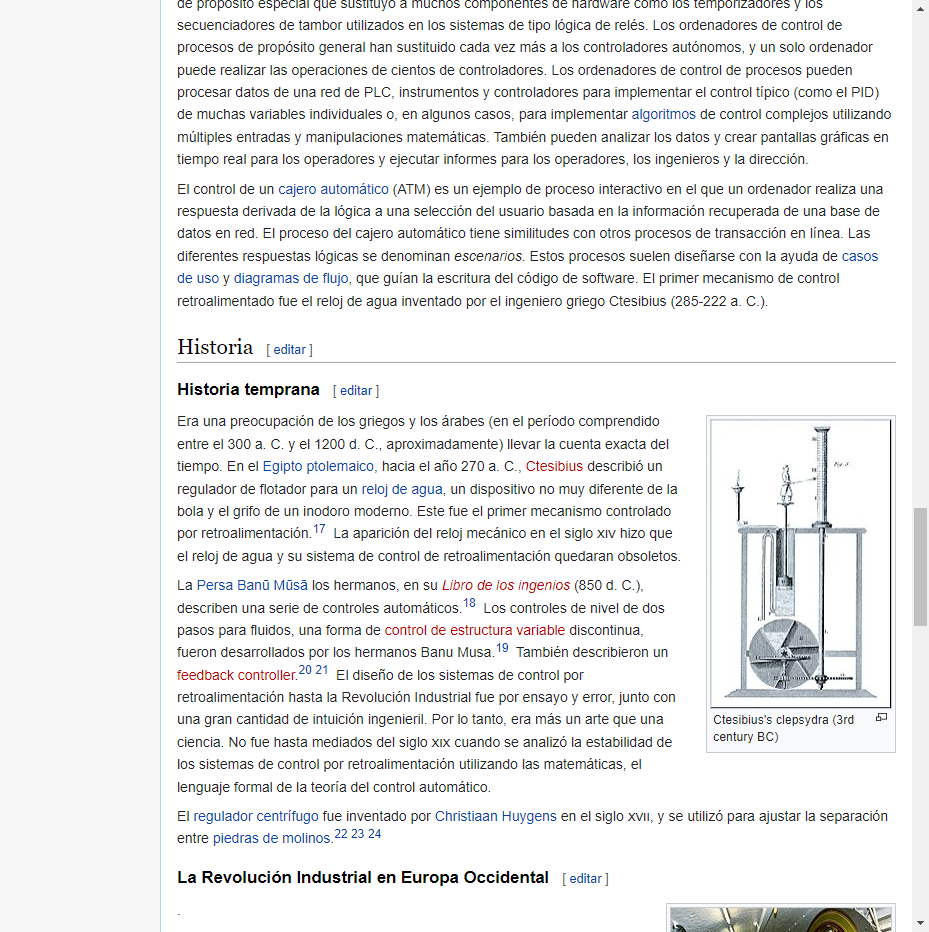 de propósito especial que sustituyó a muchos componentes de hardware como los temporizadores y los
secuenciadores de tambor utilizados en los sistemas de tipo lógica de relés. Los ordenadores de control de
procesos de propósito general han sustituido cada vez más a los controladores autónomos, y un solo ordenador
puede realizar las operaciones de cientos de controladores. Los ordenadores de control de procesos pueden
procesar datos de una red de PLC, instrumentos y controladores para implementar el control típico (como el PID)
de muchas variables individuales o, en algunos casos, para implementar algoritmos de control complejos utilizando
múltiples entradas y manipulaciones matemáticas. También pueden analizar los datos y crear pantallas gráficas en
tiempo real para los operadores y ejecutar informes para los operadores, los ingenieros y la dirección.
El control de un cajero automático (ATM) es un ejemplo de proceso interactivo en el que un ordenador realiza una
respuesta derivada de la lógica a una selección del usuario basada en la información recuperada de una base de
datos en red. El proceso del cajero automático tiene similitudes con otros procesos de transacción en línea. Las
diferentes respuestas lógicas se denominan escenarios. Estos procesos suelen diseñarse con la ayuda de casos
de uso y diagramas de flujo, que guían la escritura del código de software. El primer mecanismo de control
retroalimentado fue el reloj de agua inventado por el ingeniero griego Ctesibius (285-222 a. C.).
Historia [ editar ]
Historia temprana [ editar ]
Era una preocupación de los griegos y los árabes (en el período comprendido
entre el 300 a. C. y el 1200 d. C., aproximadamente) llevar la cuenta exacta del
tiempo. En el Egipto ptolemaico, hacia el año 270 a. C., Ctesibius describió un
regulador de flotador para un reloj de agua, un dispositivo no muy diferente de la
bola y el grifo de un inodoro moderno. Este fue el primer mecanismo controlado
por retroalimentación.17 La aparición del reloj mecánico en el siglo XIV hizo que
el reloj de agua y su sistema de control de retroalimentación quedaran obsoletos.
La Persa Banū Mūsā los hermanos, en su Libro de los ingenios (850 d. C.),
describen una serie de controles automáticos.18 Los controles de nivel de dos
pasos para fluidos, una forma de control de estructura variable discontinua,
fueron desarrollados por los hermanos Banu Musa.19 También describieron un
feedback controller.20 21 El diseño de los sistemas de control por
retroalimentación hasta la Revolución Industrial fue por ensayo y error, junto con
una gran cantidad de intuición ingenieril. Por lo tanto, era más un arte que una
ciencia. No fue hasta mediados del siglo XIX cuando se analizó la estabilidad de
los sistemas de control por retroalimentación utilizando las matemáticas, el
lenguaje formal de la teoría del control automático.
Fig. 3.
Ctesibius's clepsydra (3rd
century BC)
El regulador centrífugo fue inventado por Christiaan Huygens en el siglo XVII, y se utilizó para ajustar la separación
entre piedras de molinos.22 23 24
La Revolución Industrial en Europa Occidental [ editar ]
.